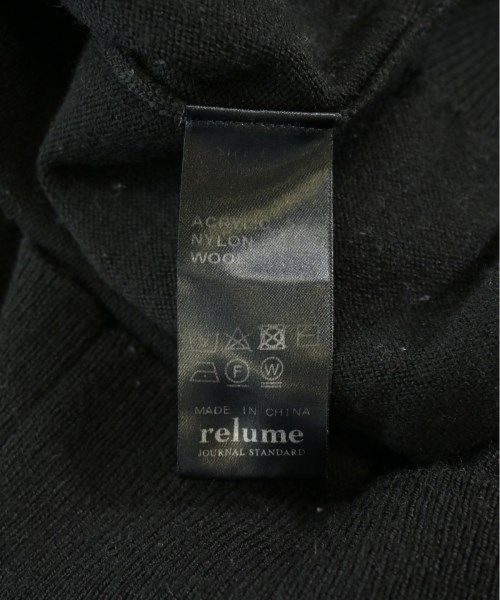 ACRYLIC
NYLON
WOOL
F W
MADE IN CHINA
relume
JOURNAL STANDARD